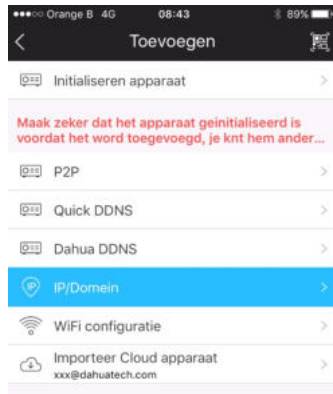 Orange B 4G 08:43 89%
Toevoegen
Initialiseren apparaat
Maak zeker dat het apparaat geinitialiseerd is
voordat het word toegevoegd, je knt hem ander...
P2P
Quick DDNS
Dahua DDNS
IP IP/Domein
WiFi configuratie
Importeer Cloud apparaat
xxx@dahuatech.com